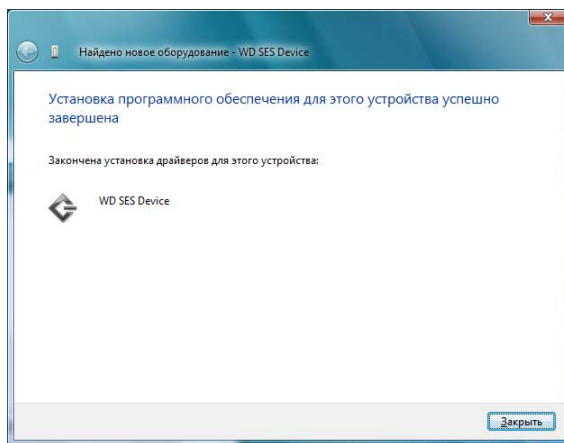 Найдено новое оборудование - WD SES Device
Установка программного обеспечения для этого устройства успешно
завершена
Закончена установка драйверов для этого устройства:
WD SES Device
Закрыть